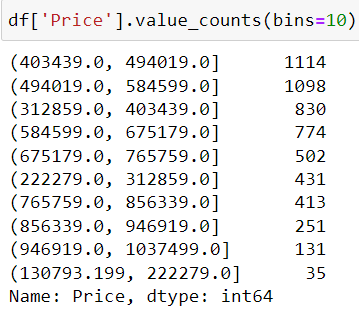 df['Price'].value_counts(bins=10)
(403439.0, 494019.0]      1114
(494019.0, 584599.0]      1098
(312859.0, 403439.0]       830
(584599.0, 675179.0]       774
(675179.0, 765759.0]       502
(222279.0, 312859.0]       431
(765759.0, 856339.0]       413
(856339.0, 946919.0]       251
(946919.0, 1037499.0]      131
(130793.199, 222279.0]      35
Name: Price, dtype: int64